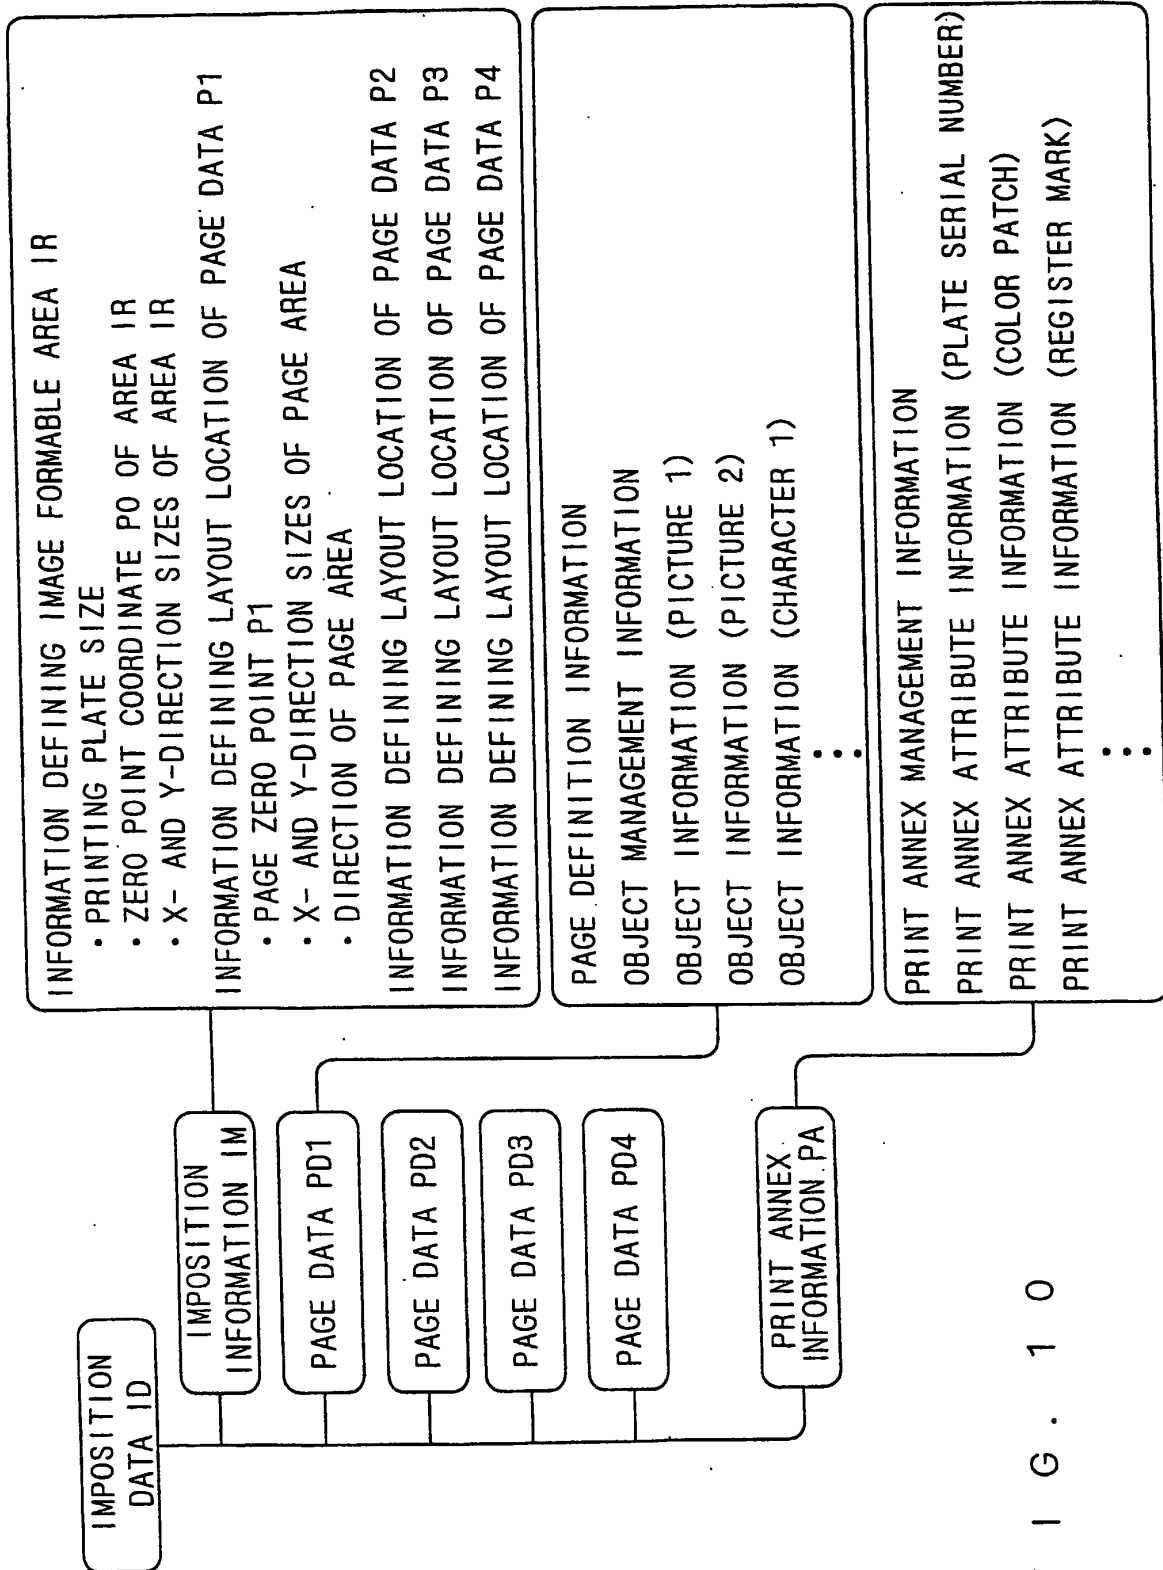 IMPOSITION
DATA ID
IMPOSITION
INFORMATION IM
PAGE DATA PD1
PAGE DATA PD2
PAGE DATA PD3
PAGE DATA PD4
PRINT ANNEX
INFORMATION PA
INFORMATION DEFINING IMAGE FORMABLE AREA IR
• PRINTING PLATE SIZE
• ZERO POINT COORDINATE PO OF AREA IR
• X- AND Y-DIRECTION SIZES OF AREA IR
INFORMATION DEFINING LAYOUT LOCATION OF PAGE DATA P1
• PAGE ZERO POINT P1
• X- AND Y-DIRECTION SIZES OF PAGE AREA
• DIRECTION OF PAGE AREA
INFORMATION DEFINING LAYOUT LOCATION OF PAGE DATA P2
INFORMATION DEFINING LAYOUT LOCATION OF PAGE DATA P3
INFORMATION DEFINING LAYOUT LOCATION OF PAGE DATA P4
PAGE DEFINITION INFORMATION
OBJECT MANAGEMENT INFORMATION
OBJECT INFORMATION (PICTURE 1)
OBJECT INFORMATION (PICTURE 2)
OBJECT INFORMATION (CHARACTER 1)
PRINT ANNEX MANAGEMENT INFORMATION
PRINT ANNEX ATTRIBUTE INFORMATION (PLATE SERIAL NUMBER)
PRINT ANNEX ATTRIBUTE INFORMATION (COLOR PATCH)
PRINT ANNEX ATTRIBUTE INFORMATION (REGISTER MARK)
I G . 1 0